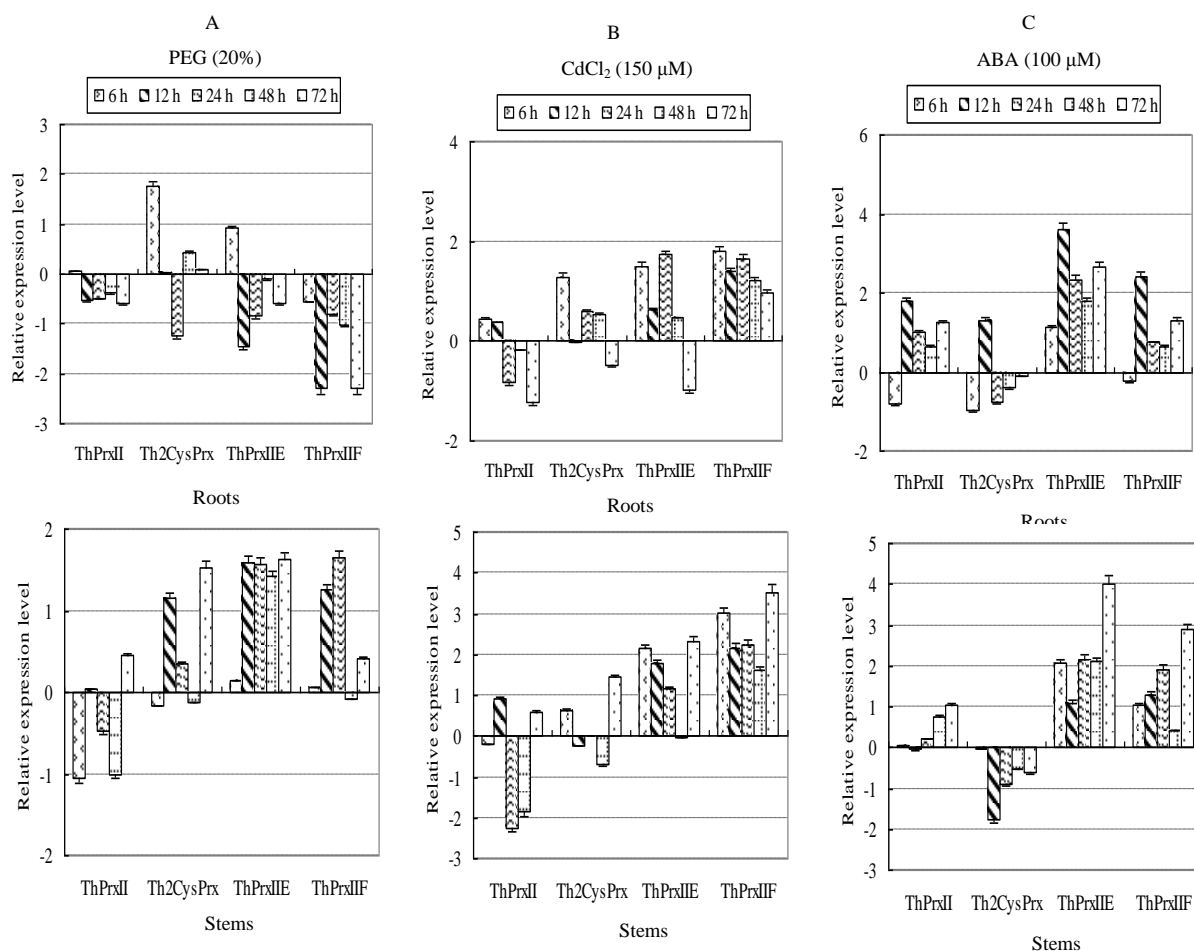 A
PEG (20%)
6 h 12 h 24 h 48 h 72 h
Relative expression level
3
2
1
0
-1
-2
-3
ThPrxII Th2CysPrx ThPrxIIE ThPrxIIF
Roots
B
CdCl₂ (150 μM)
6 h 12 h 24 h 48 h 72 h
Relative expression level
4
2
0
-2
ThPrxII Th2CysPrx ThPrxIIE ThPrxIIF
Roots
C
ABA (100 μM)
6 h 12 h 24 h 48 h 72 h
Relative expression level
6
4
2
0
-2
ThPrxII Th2CysPrx ThPrxIIE ThPrxIIF
Roots
Relative expression level
2
1
0
-1
-2
ThPrxII Th2CysPrx ThPrxIIE ThPrxIIF
Stems
Relative expression level
5
4
3
2
1
0
-1
-2
-3
ThPrxII Th2CysPrx ThPrxIIE ThPrxIIF
Stems
Relative expression level
5
4
3
2
1
0
-1
-2
-3
ThPrxII Th2CysPrx ThPrxIIE ThPrxIIF
Stems